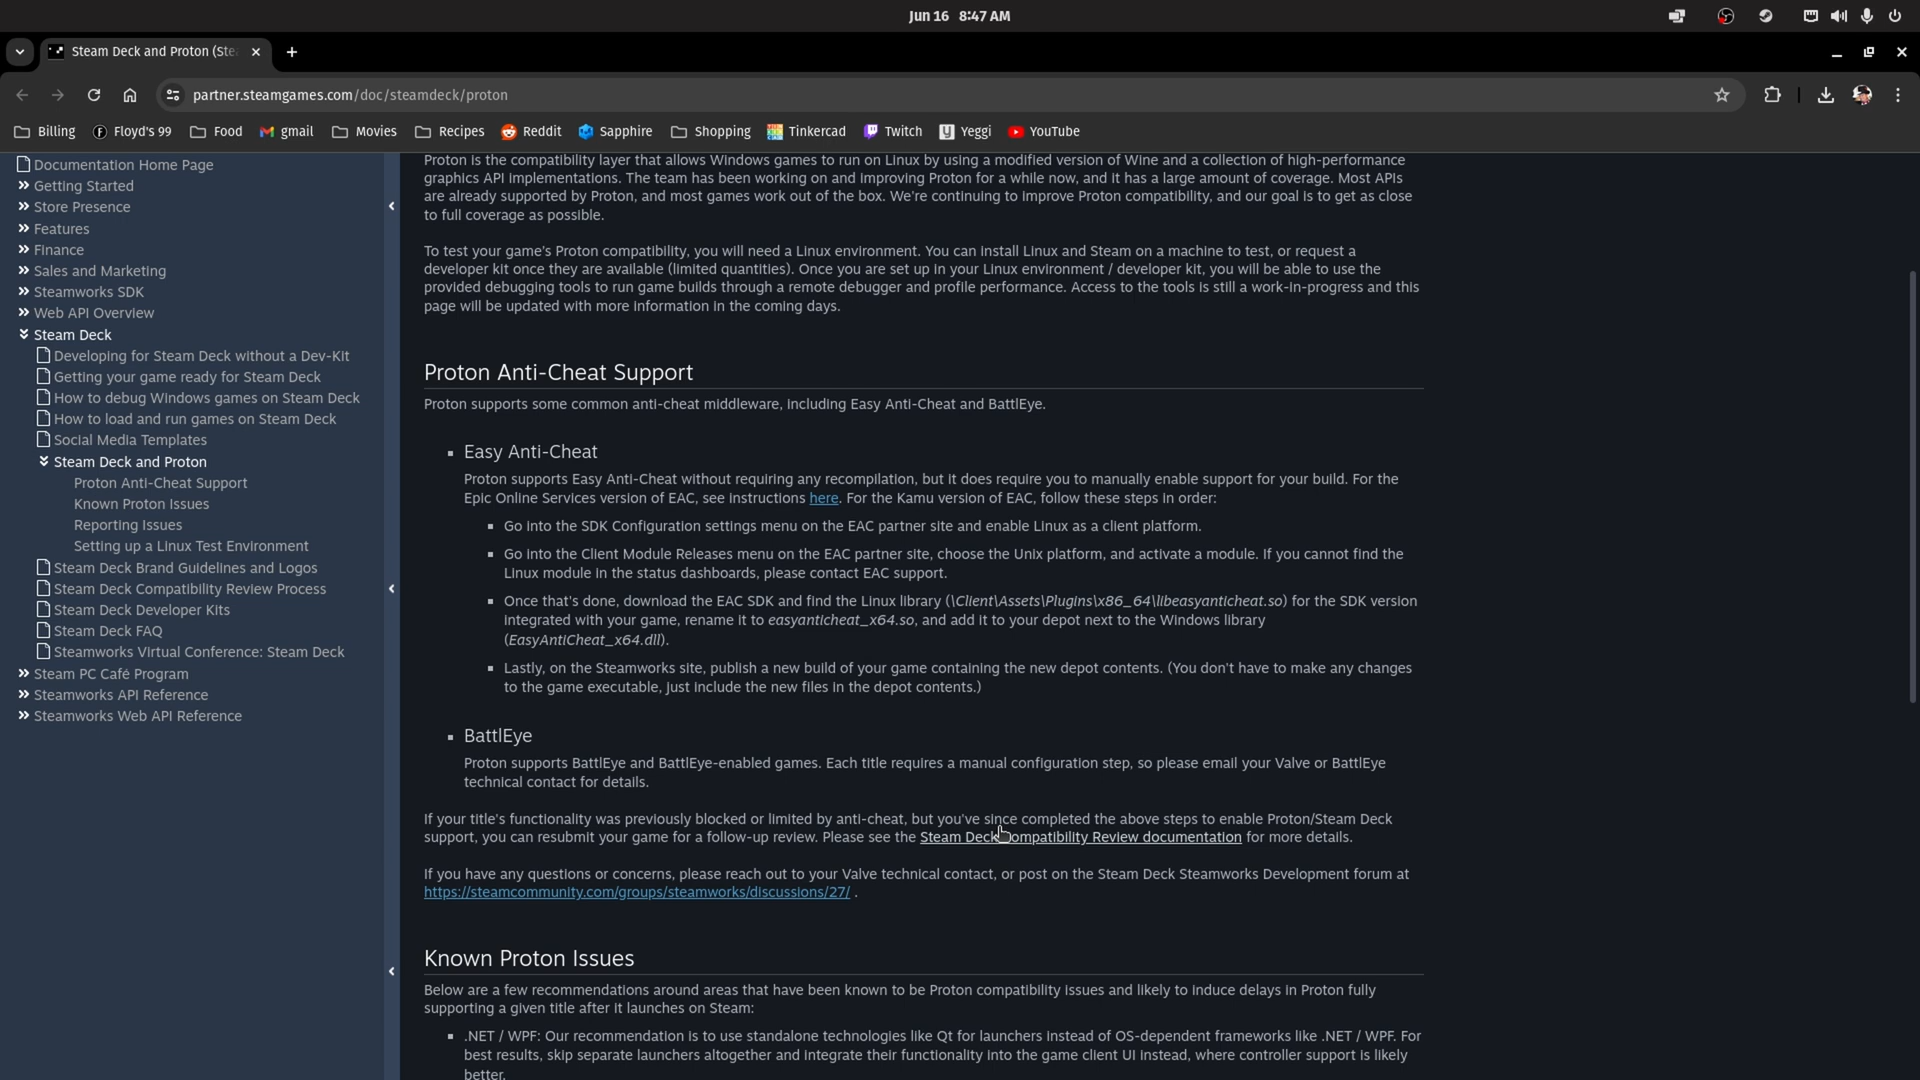 Jun 16 8:47 AM
Steam Deck and Proton (Ste
partner.steamgames.com/doc/steamdeck/proton
Billing
Floyd's 99
Food
gmail
Movies
Recipes
Reddit
Sapphire
Shopping
Tinkercad
Twitch
Yeggi
YouTube
Documentation Home Page
Getting Started
Store Presence
Features
Finance
Sales and Marketing
Steamworks SDK
Web API Overview
Steam Deck
Developing for Steam Deck without a Dev-Kit
Getting your game ready for Steam Deck
How to debug Windows games on Steam Deck
How to load and run games on Steam Deck
Social Media Templates
Steam Deck and Proton
Proton Anti-Cheat Support
Known Proton Issues
Reporting Issues
Setting up a Linux Test Environment
Steam Deck Brand Guidelines and Logos
Steam Deck Compatibility Review Process
Steam Deck Developer Kits
Steam Deck FAQ
Steamworks Virtual Conference: Steam Deck
Steam PC Café Program
Steamworks API Reference
Steamworks Web API Reference
Proton is the compatibility layer that allows Windows games to run on Linux by using a modified version of Wine and a collection of high-performance
graphics API implementations. The team has been working on and improving Proton for a while now, and it has a large amount of coverage. Most APIs
are already supported by Proton, and most games work out of the box. We're continuing to improve Proton compatibility, and our goal is to get as close
to full coverage as possible.
To test your game's Proton compatibility, you will need a Linux environment. You can install Linux and Steam on a machine to test, or request a
developer kit once they are available (limited quantities). Once you are set up in your Linux environment / developer kit, you will be able to use the
provided debugging tools to run game builds through a remote debugger and profile performance. Access to the tools is still a work-in-progress and this
page will be updated with more information in the coming days.
Proton Anti-Cheat Support
Proton supports some common anti-cheat middleware, including Easy Anti-Cheat and BattlEye.
Easy Anti-Cheat
Proton supports Easy Anti-Cheat without requiring any recompilation, but it does require you to manually enable support for your build. For the
Epic Online Services version of EAC, see instructions here. For the Kamu version of EAC, follow these steps in order:
Go into the SDK Configuration settings menu on the EAC partner site and enable Linux as a client platform.
Go into the Client Module Releases menu on the EAC partner site, choose the Unix platform, and activate a module. If you cannot find the
Linux module in the status dashboards, please contact EAC support.
Once that's done, download the EAC SDK and find the Linux library (\Client\Assets\Plugins\x86_64\libeasyanticheat.so) for the SDK version
integrated with your game, rename it to easyanticheat_x64.so, and add it to your depot next to the Windows library
(EasyAntiCheat_x64.dll).
Lastly, on the Steamworks site, publish a new build of your game containing the new depot contents. (You don't have to make any changes
to the game executable, just include the new files in the depot contents.)
BattlEye
Proton supports BattlEye and BattlEye-enabled games. Each title requires a manual configuration step, so please email your Valve or BattlEye
technical contact for details.
If your title's functionality was previously blocked or limited by anti-cheat, but you've since completed the above steps to enable Proton/Steam Deck
support, you can resubmit your game for a follow-up review. Please see the Steam Deck Compatibility Review documentation for more details.
If you have any questions or concerns, please reach out to your Valve technical contact, or post on the Steam Deck Steamworks Development forum at
https://steamcommunity.com/groups/steamworks/discussions/27/ .
Known Proton Issues
Below are a few recommendations around areas that have been known to be Proton compatibility issues and likely to induce delays in Proton fully
supporting a given title after it launches on Steam:
.NET / WPF: Our recommendation is to use standalone technologies like Qt for launchers instead of OS-dependent frameworks like .NET / WPF. For
best results, skip separate launchers altogether and integrate their functionality into the game client UI instead, where controller support is likely
better.